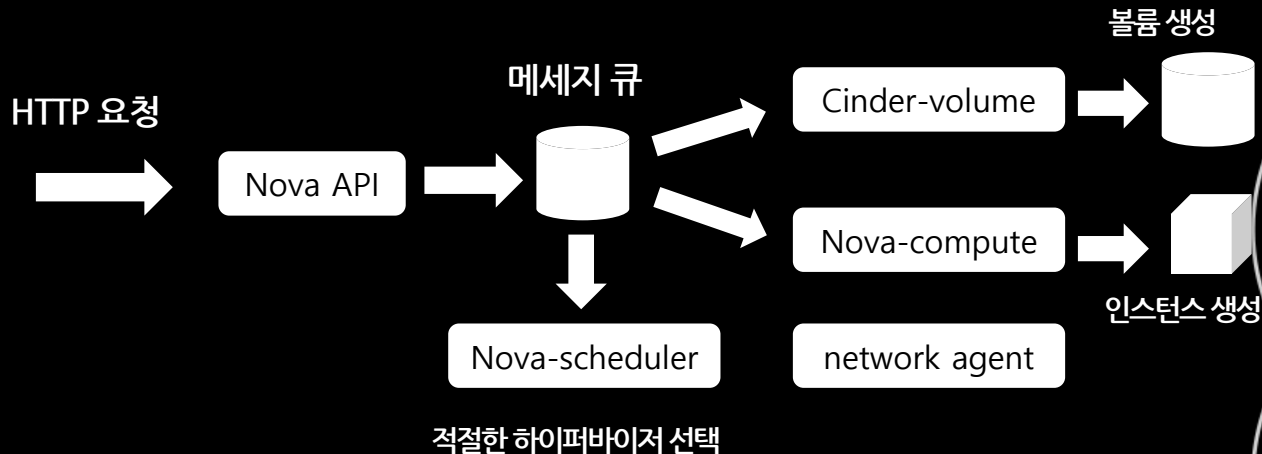 볼륨 생성
메세지 큐
HTTP 요청
Cinder-volume
Nova API
Nova-compute
인스턴스 생성
Nova-scheduler
network agent
적절한 하이퍼바이저 선택